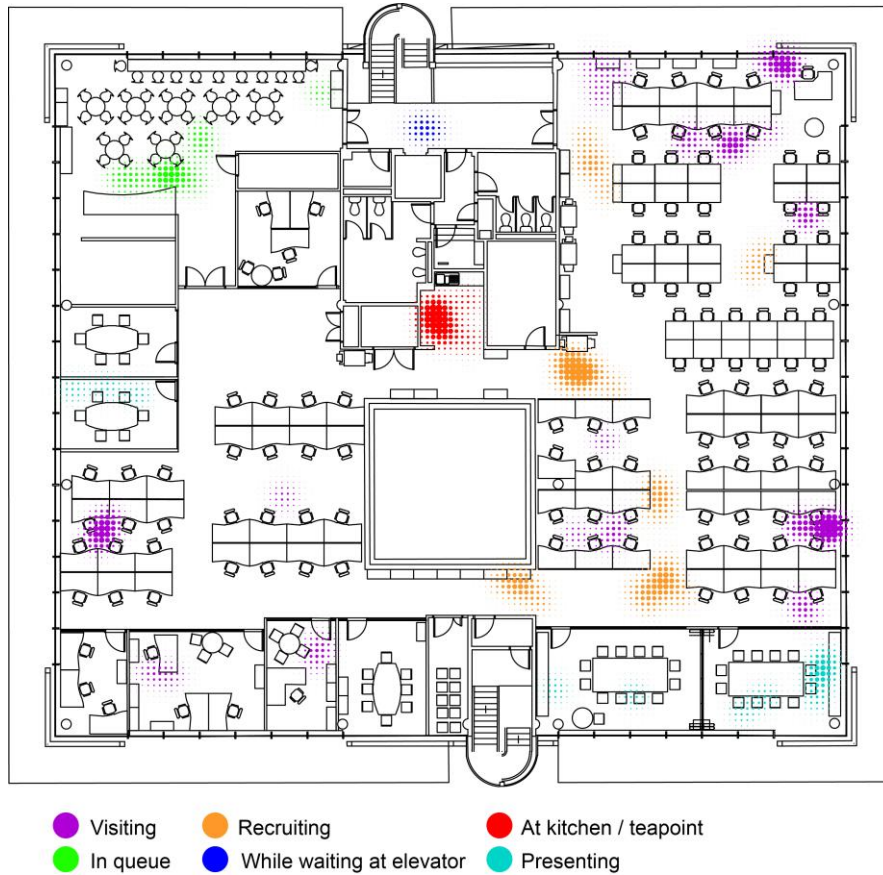 Visiting
Recruiting
At kitchen / teapoint
In queue
While waiting at elevator
Presenting